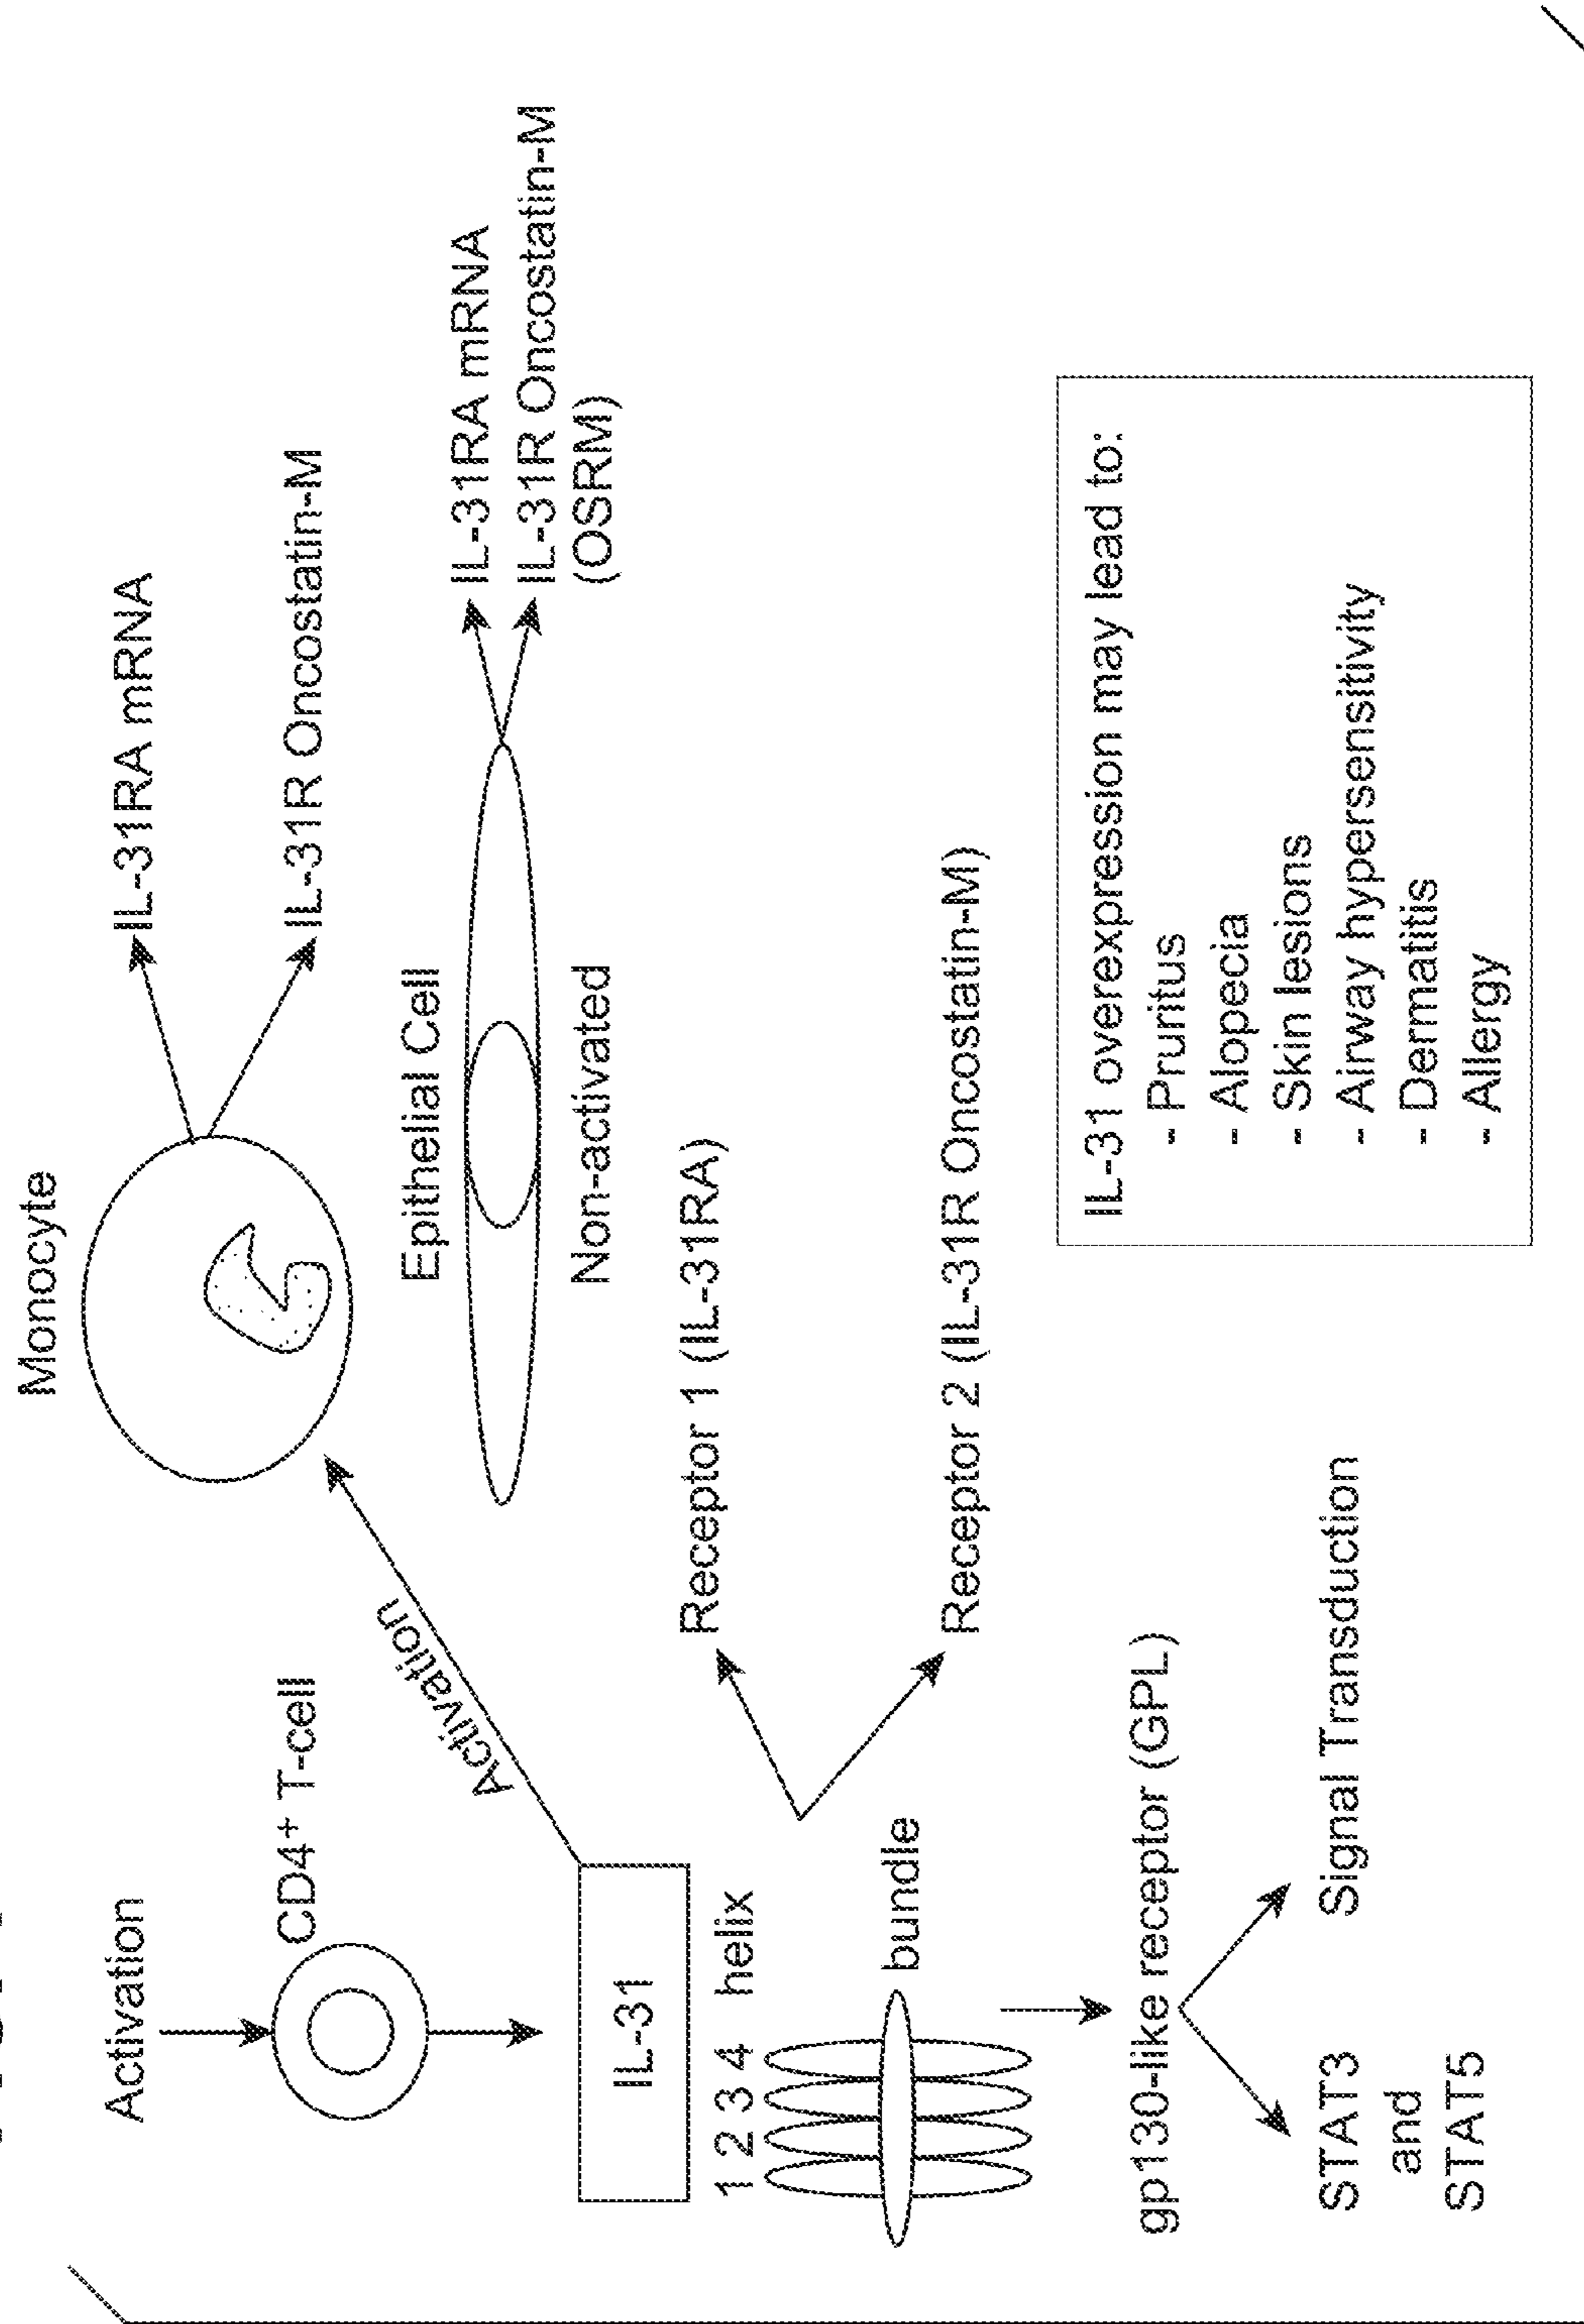 Activation
CD4+ T-cell
IL-31
1 2 3 4 helix
bundle
gp130-like receptor (GPL)
STAT3
and
STAT5
Signal Transduction
Activation
Monocyte
IL-31RA mRNA
IL-31R Oncostatin-M
Epithelial Cell
Non-activated
IL-31RA mRNA
IL-31R Oncostatin-M
(OSRM)
Receptor 1 (IL-31RA)
Receptor 2 (IL-31R Oncostatin-M)
IL-31 overexpression may lead to:
- Pruritus
- Alopecia
- Skin lesions
- Airway hypersensitivity
- Dermatitis
- Allergy